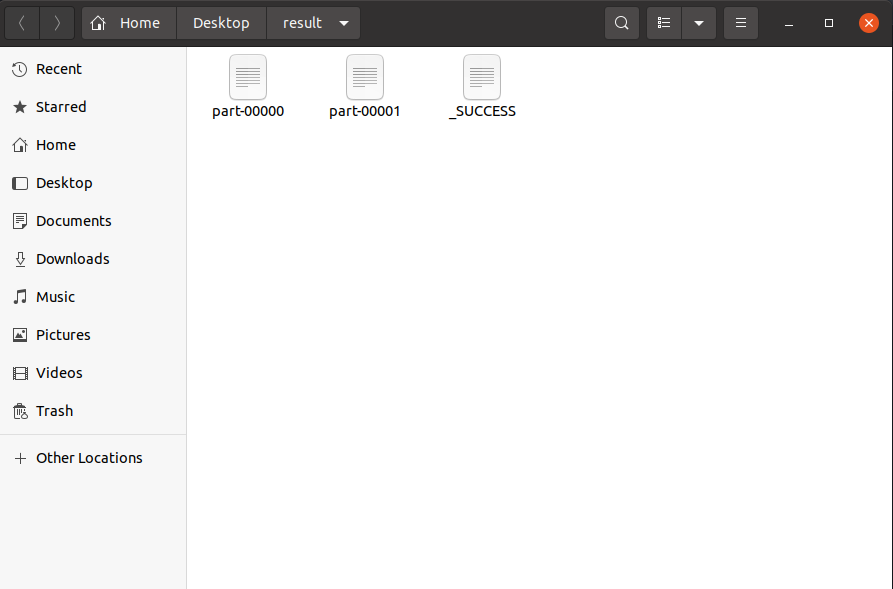 Home Desktop result
Recent
Starred
Home
Desktop
Documents
Downloads
Music
Pictures
Videos
Trash
Other Locations
part-00000 part-00001 _SUCCESS